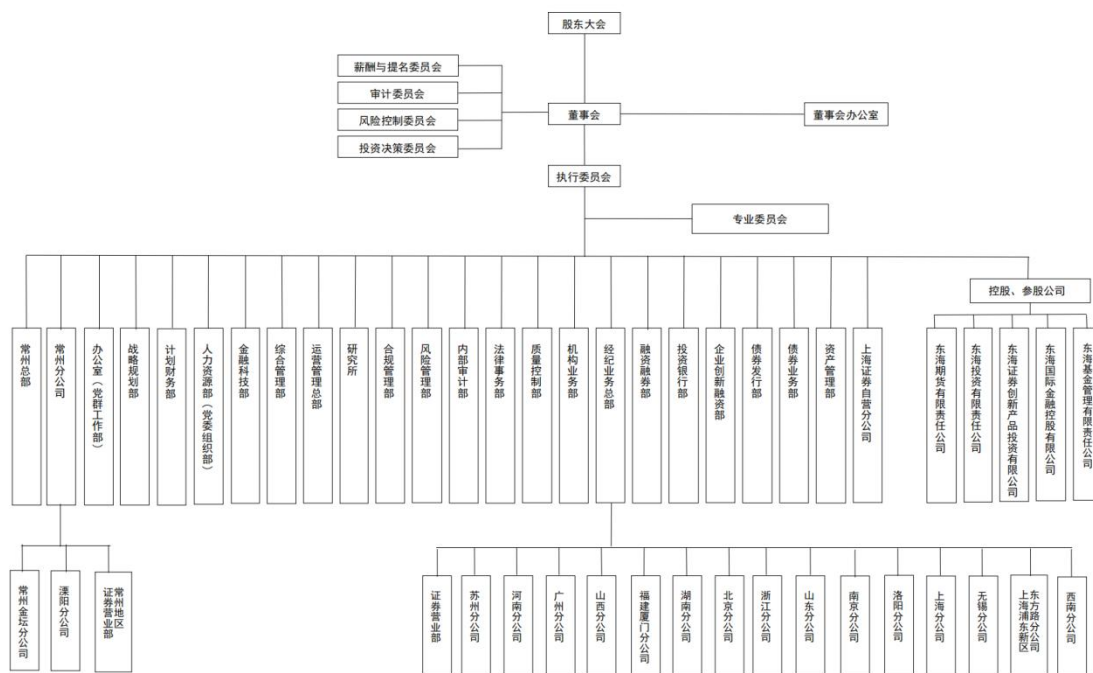 股东大会
薪酬与提名委员会
审计委员会
风险控制委员会
投资决策委员会
董事会
董事会办公室
执行委员会
专业委员会
控股、参股公司
常州总部
常州分公司
办公室（党群工作部）
战略规划部
计划财务部
人力资源部（党委组织部）
金融科技部
综合管理部
运营管理总部
研究所
合规管理部
风险管理部
内部审计部
法律事务部
质量控制部
机构业务部
经纪业务总部
融资融券部
投资银行部
企业创新融资部
债券发行部
债券业务部
资产管理部
上海证券自营分公司
东海期货有限责任公司
东海投资有限责任公司
东海证券创新产品投资有限公司
东海国际金融控股有限公司
东海基金管理有限责任公司
常州金坛分公司
溧阳分公司
常州地区
证券营业部
证券营业部
苏州分公司
河南分公司
广州分公司
山西分公司
福建厦门分公司
湖南分公司
北京分公司
浙江分公司
山东分公司
南京分公司
洛阳分公司
上海分公司
无锡分公司
东方路分公司
上海浦东新区
西南分公司